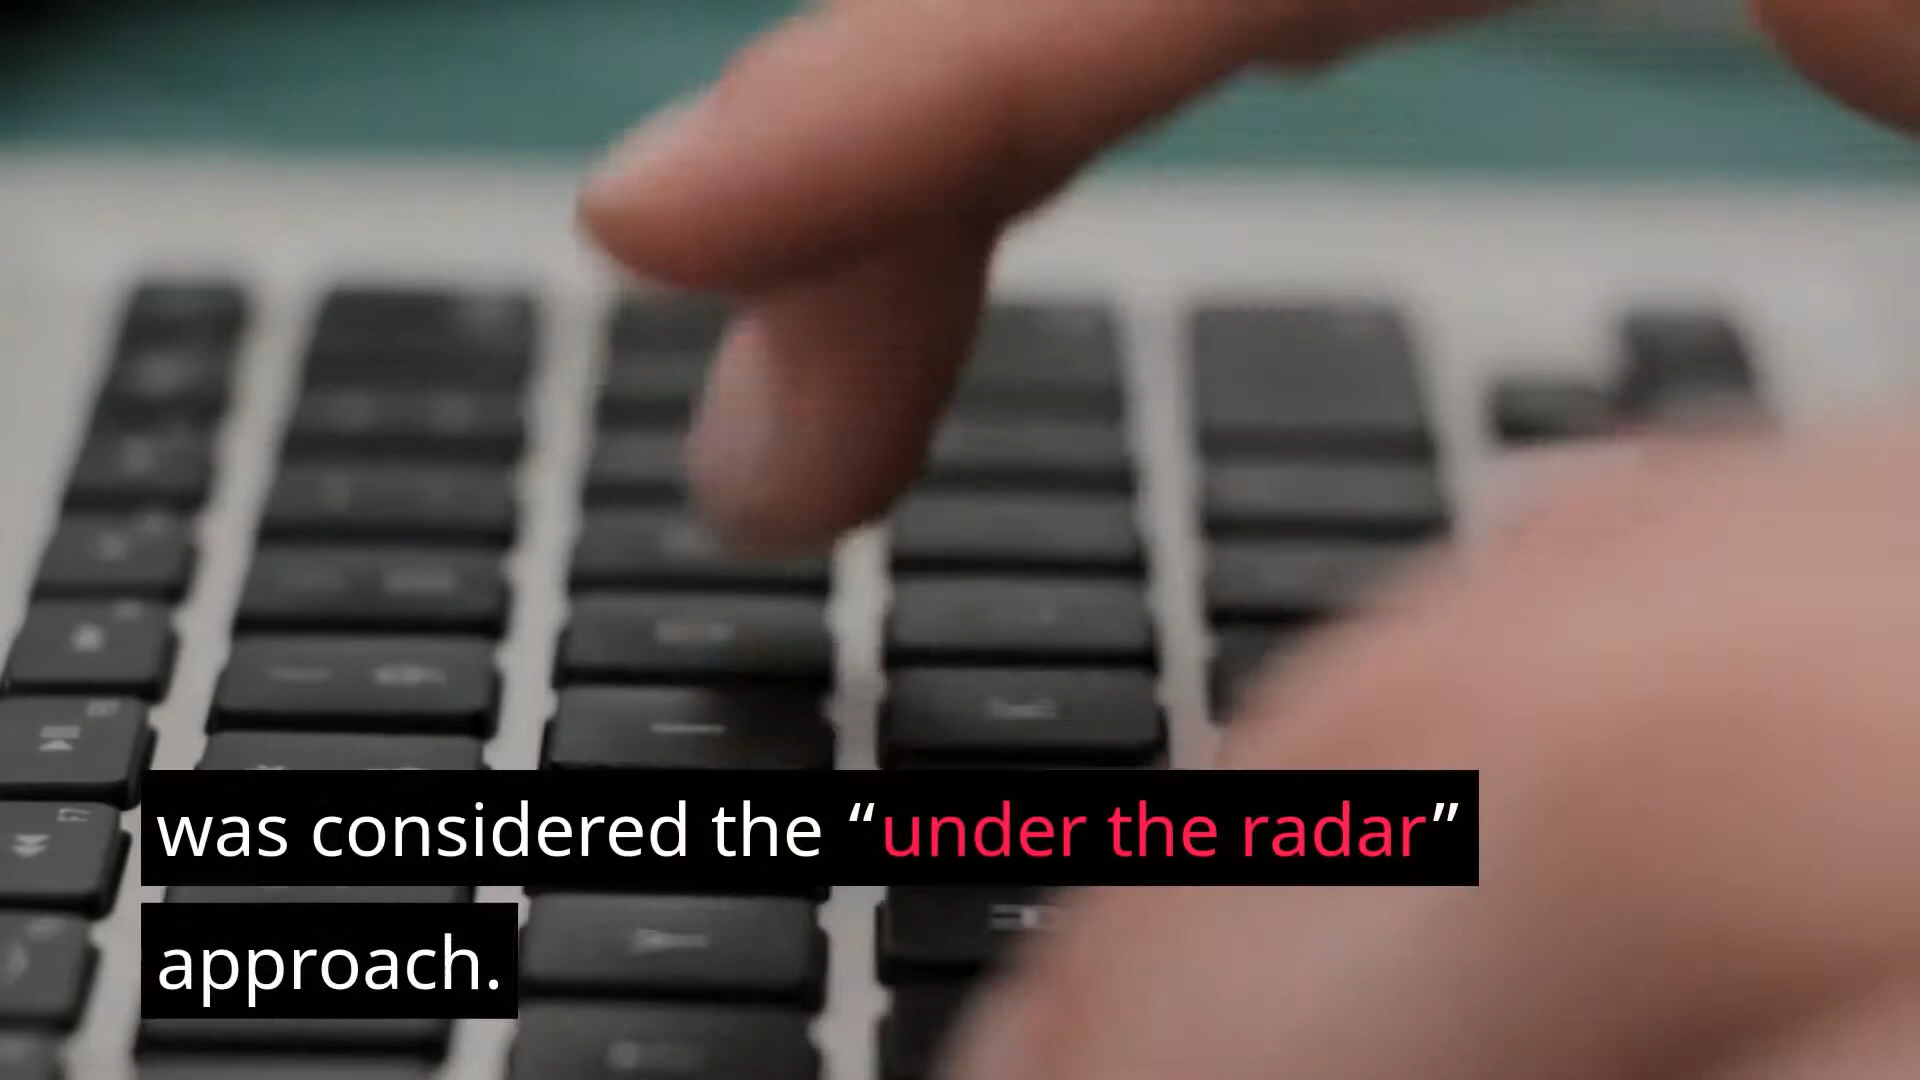 was considered the “under the radar”
approach.